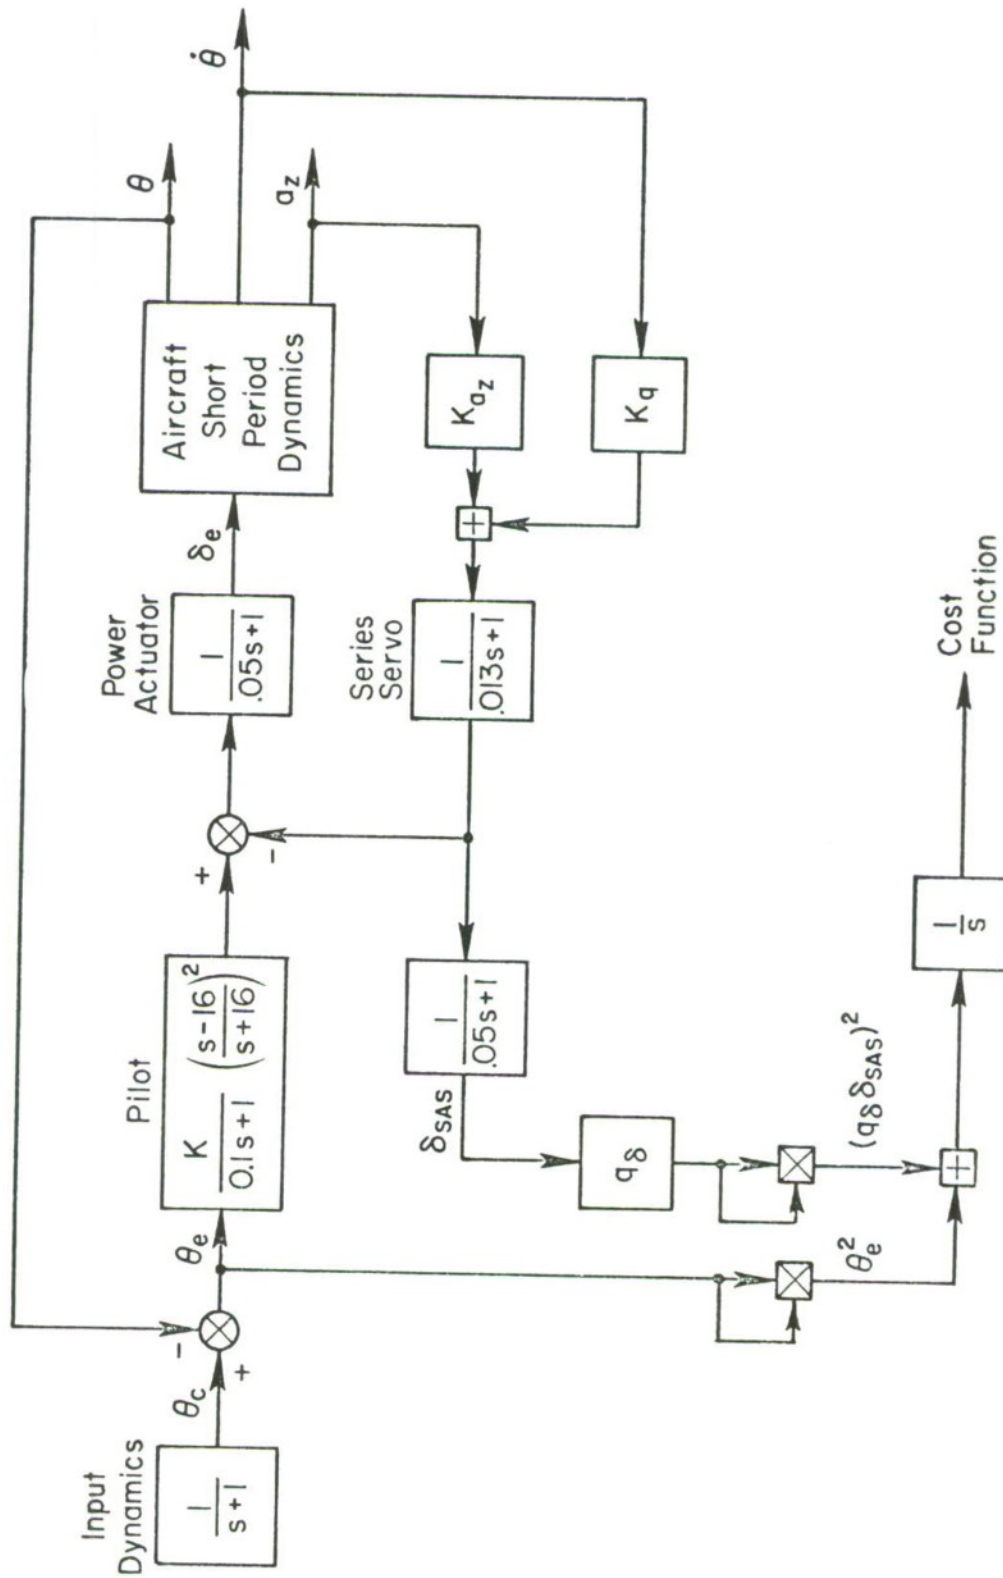 Input
Dynamics
1
s+1
θc
+
-
θe
Pilot
K
0.1s+1
(s-16
s+16)²
+
-
Power
Actuator
1
.05s+1
δe
Aircraft
Short
Period
Dynamics
θ
θ̇
az
Kaz
Kq
+
Series
Servo
1
.013s+1
1
.05s+1
δSAS
qδ
(qδδSAS)²
θe²
+
1
s
Cost
Function